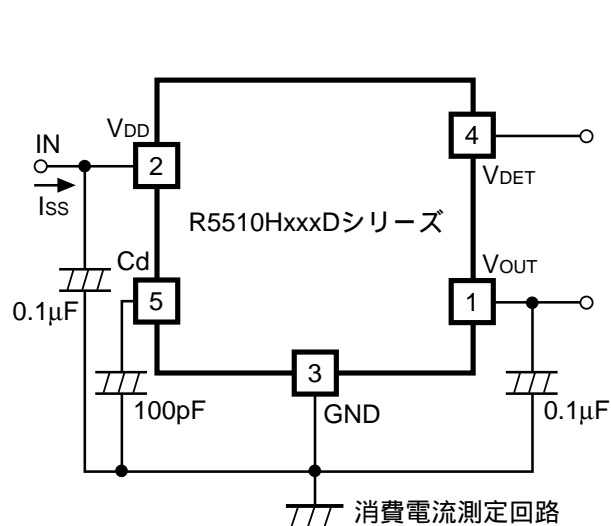 IN
VDD
2
4
VDET
ISS
R5510HxxxDシリーズ
Cd
VOUT
0.1μF
5
1
3
100pF
GND
0.1μF
消費電流測定回路